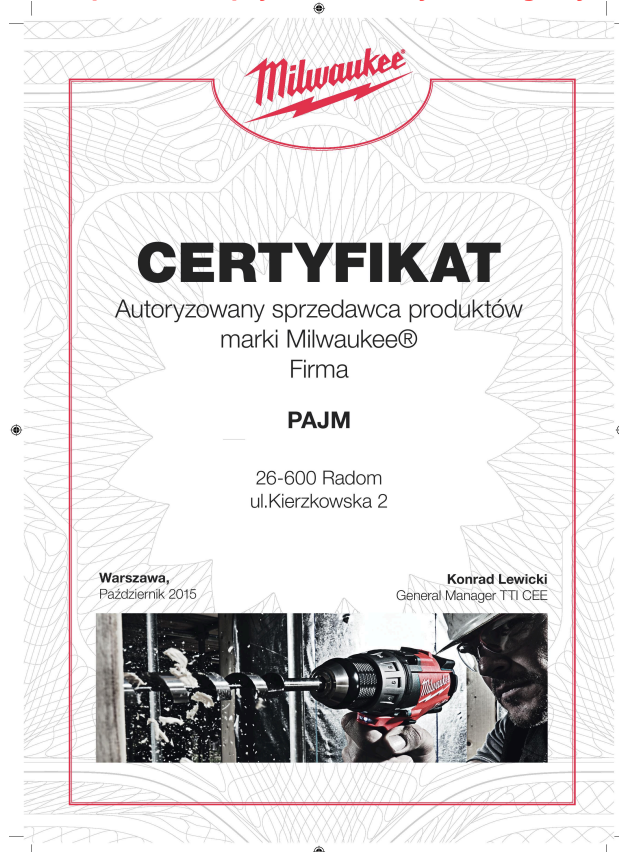 Milwaukee®
CERTYFIKAT
Autoryzowany sprzedawca produktów
marki Milwaukee®
Firma
PAJM
26-600 Radom
ul.Kierzkowska 2
Warszawa,
Październik 2015
Konrad Lewicki
General Manager TTI CEE
Milwaukee